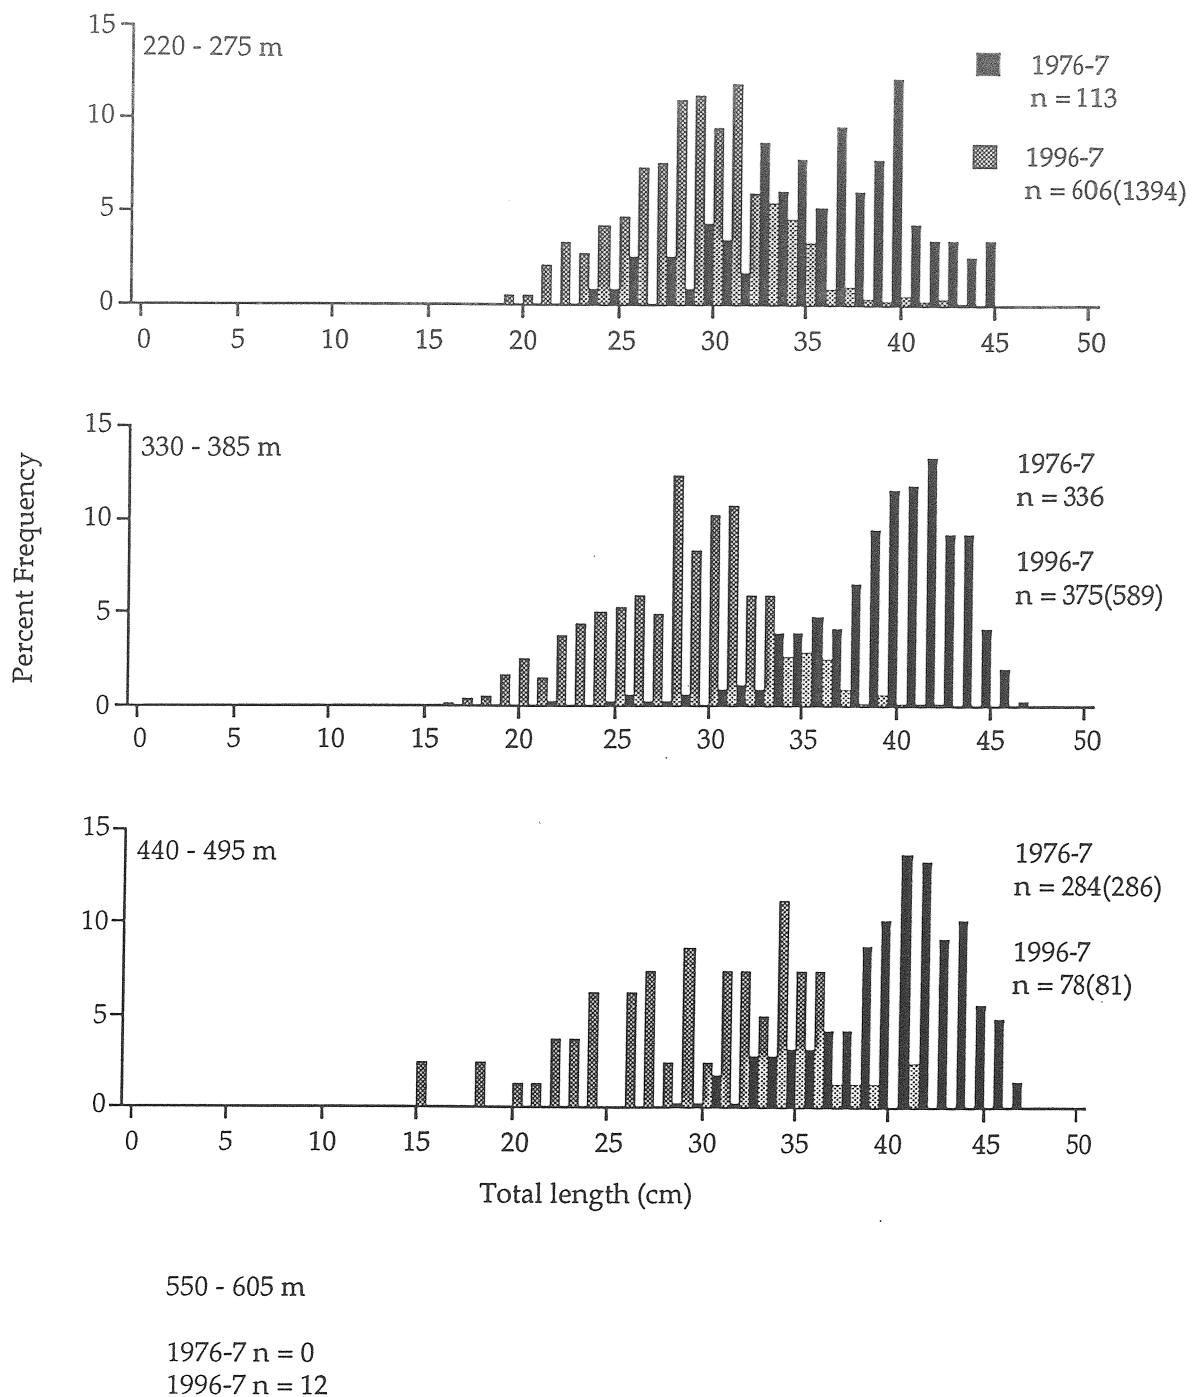 15
220 - 275 m
10
5
0
0 5 10 15 20 25 30 35 40 45 50
1976-7
n = 113
1996-7
n = 606(1394)
Percent Frequency
15
330 - 385 m
10
5
0
0 5 10 15 20 25 30 35 40 45 50
1976-7
n = 336
1996-7
n = 375(589)
15
440 - 495 m
10
5
0
0 5 10 15 20 25 30 35 40 45 50
1976-7
n = 284(286)
1996-7
n = 78(81)
Total length (cm)
550 - 605 m
1976-7 n = 0
1996-7 n = 12